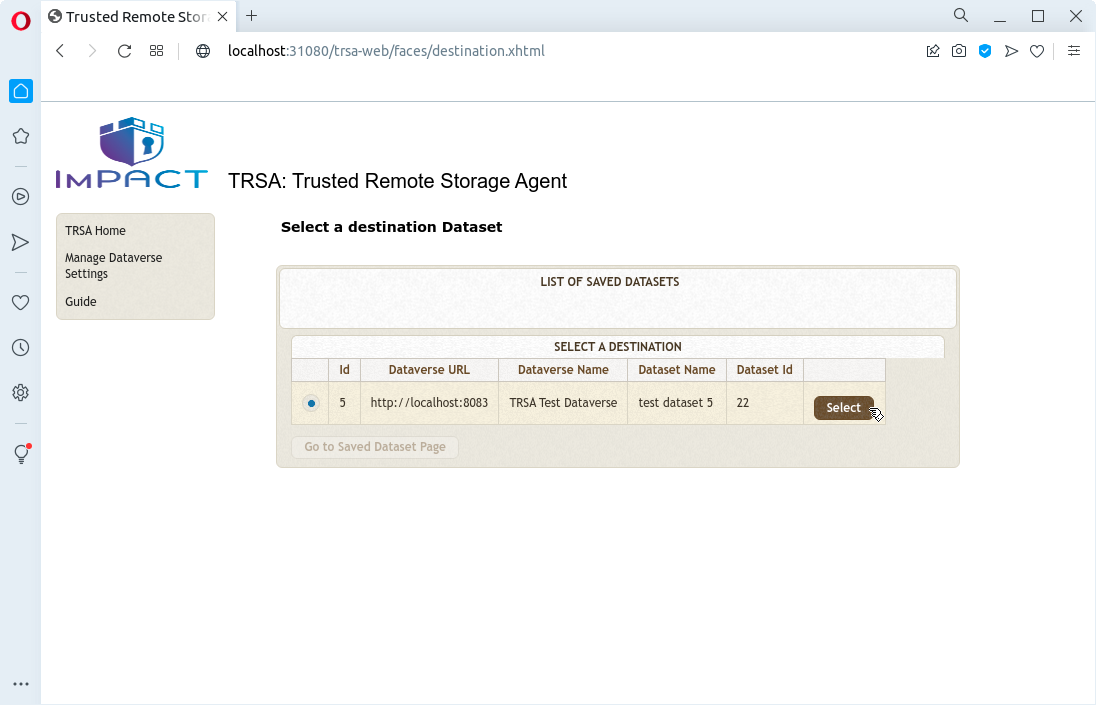 Trusted Remote Stor
localhost:31080/trsa-web/faces/destination.xhtml
IMPACT
TRSA: Trusted Remote Storage Agent
TRSA Home
Manage Dataverse
Settings
Guide
Select a destination Dataset
LIST OF SAVED DATASETS
SELECT A DESTINATION
Id Dataverse URL Dataverse Name Dataset Name Dataset Id
5 http://localhost:8083 TRSA Test Dataverse test dataset 5 22 Select
Go to Saved Dataset Page